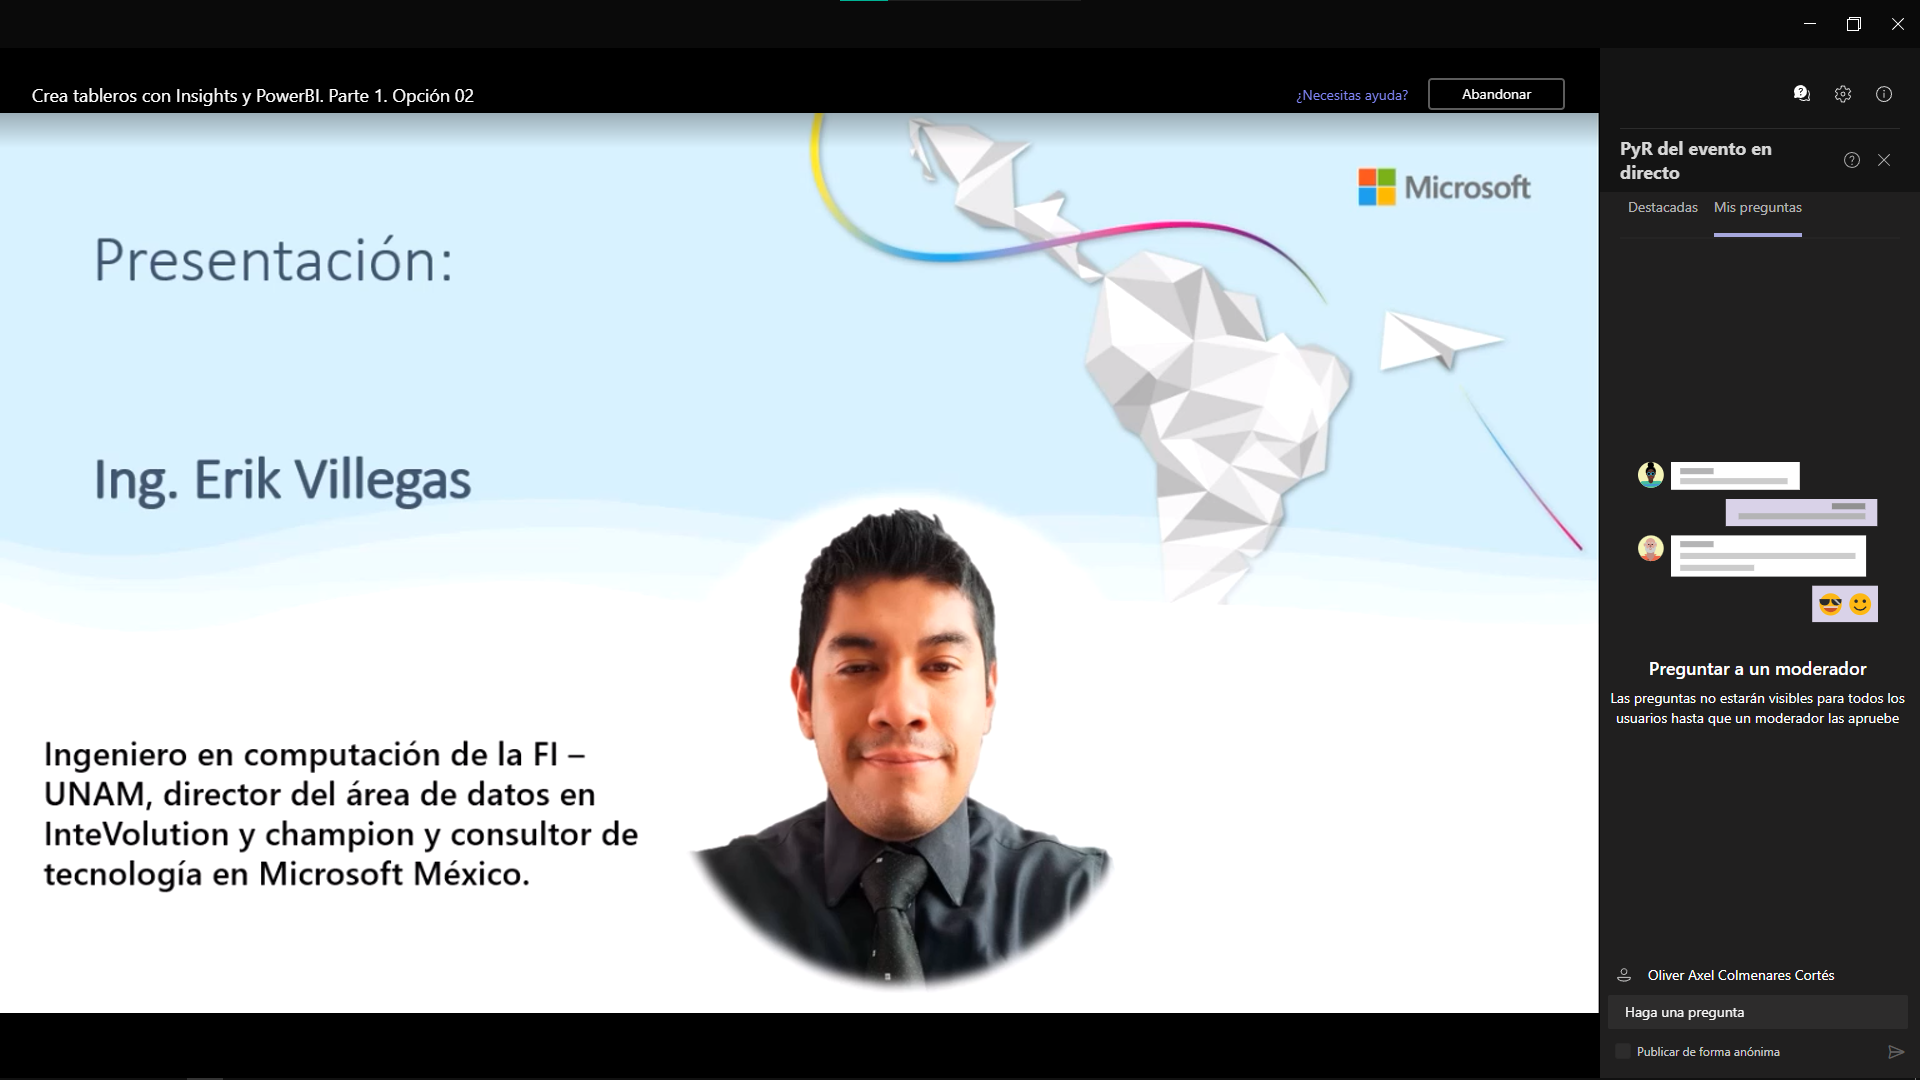 Crea tableros con Insights y PowerBI. Parte 1. Opción 02
¿Necesitas ayuda?
Abandonar
Microsoft
Presentación:
Ing. Erik Villegas
Ingeniero en computación de la FI –
UNAM, director del área de datos en
InteVolution y champion y consultor de
tecnología en Microsoft México.
PyR del evento en
directo
Destacadas
Mis preguntas
Preguntar a un moderador
Las preguntas no estarán visibles para todos los
usuarios hasta que un moderador las apruebe
Oliver Axel Colmenares Cortés
Haga una pregunta
Publicar de forma anónima